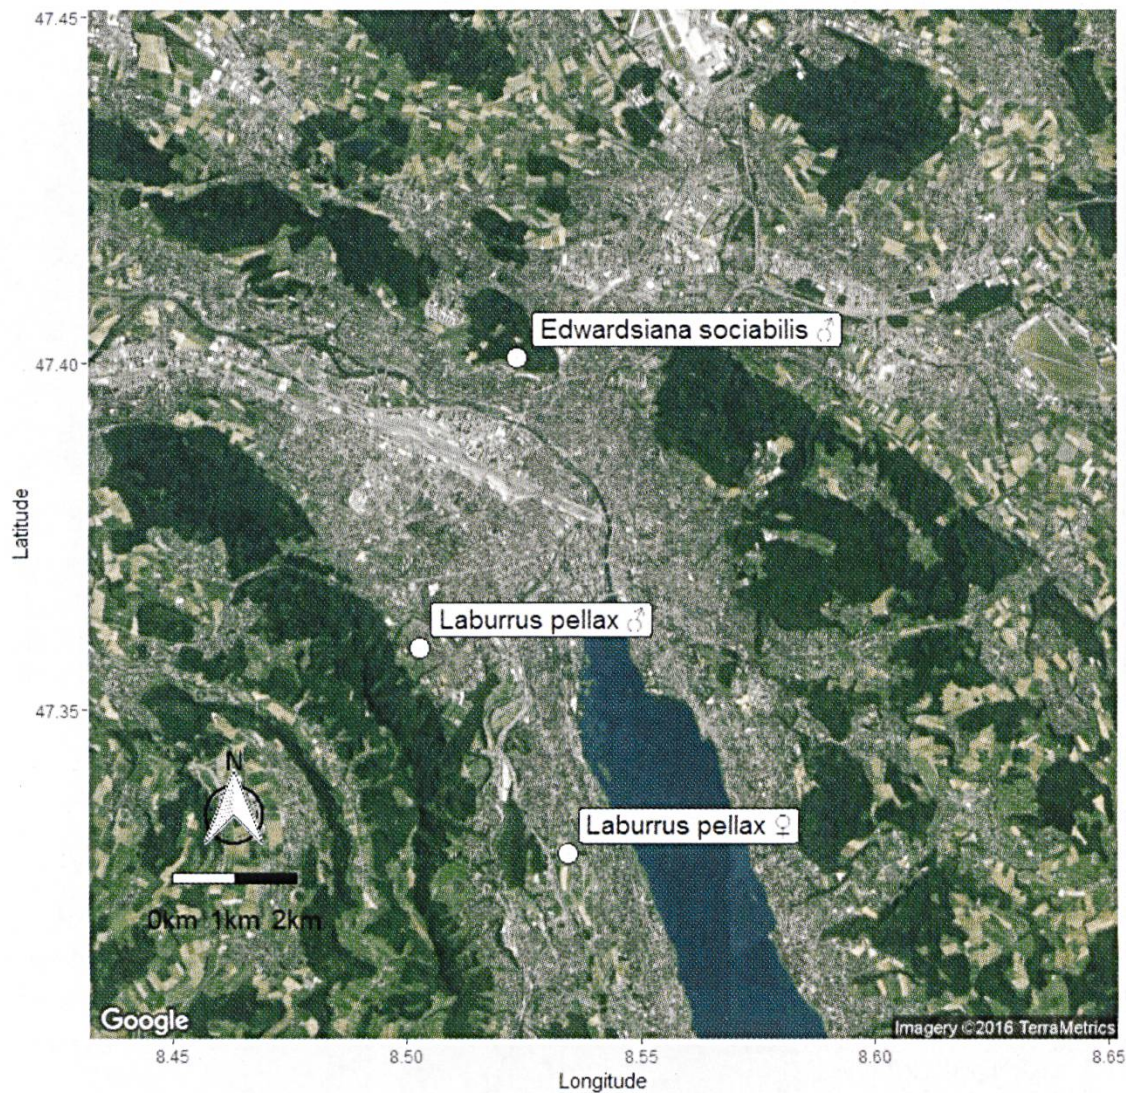 47.45
Edwardsiana sociabilis ♂
47.40
Latitude
Laburrus pellax ♂
47.35
N
Laburrus pellax ♀
0km 1km 2km
Google
Imagery ©2016 TerraMetrics
8.45 8.50 8.55 8.60 8.65
Longitude